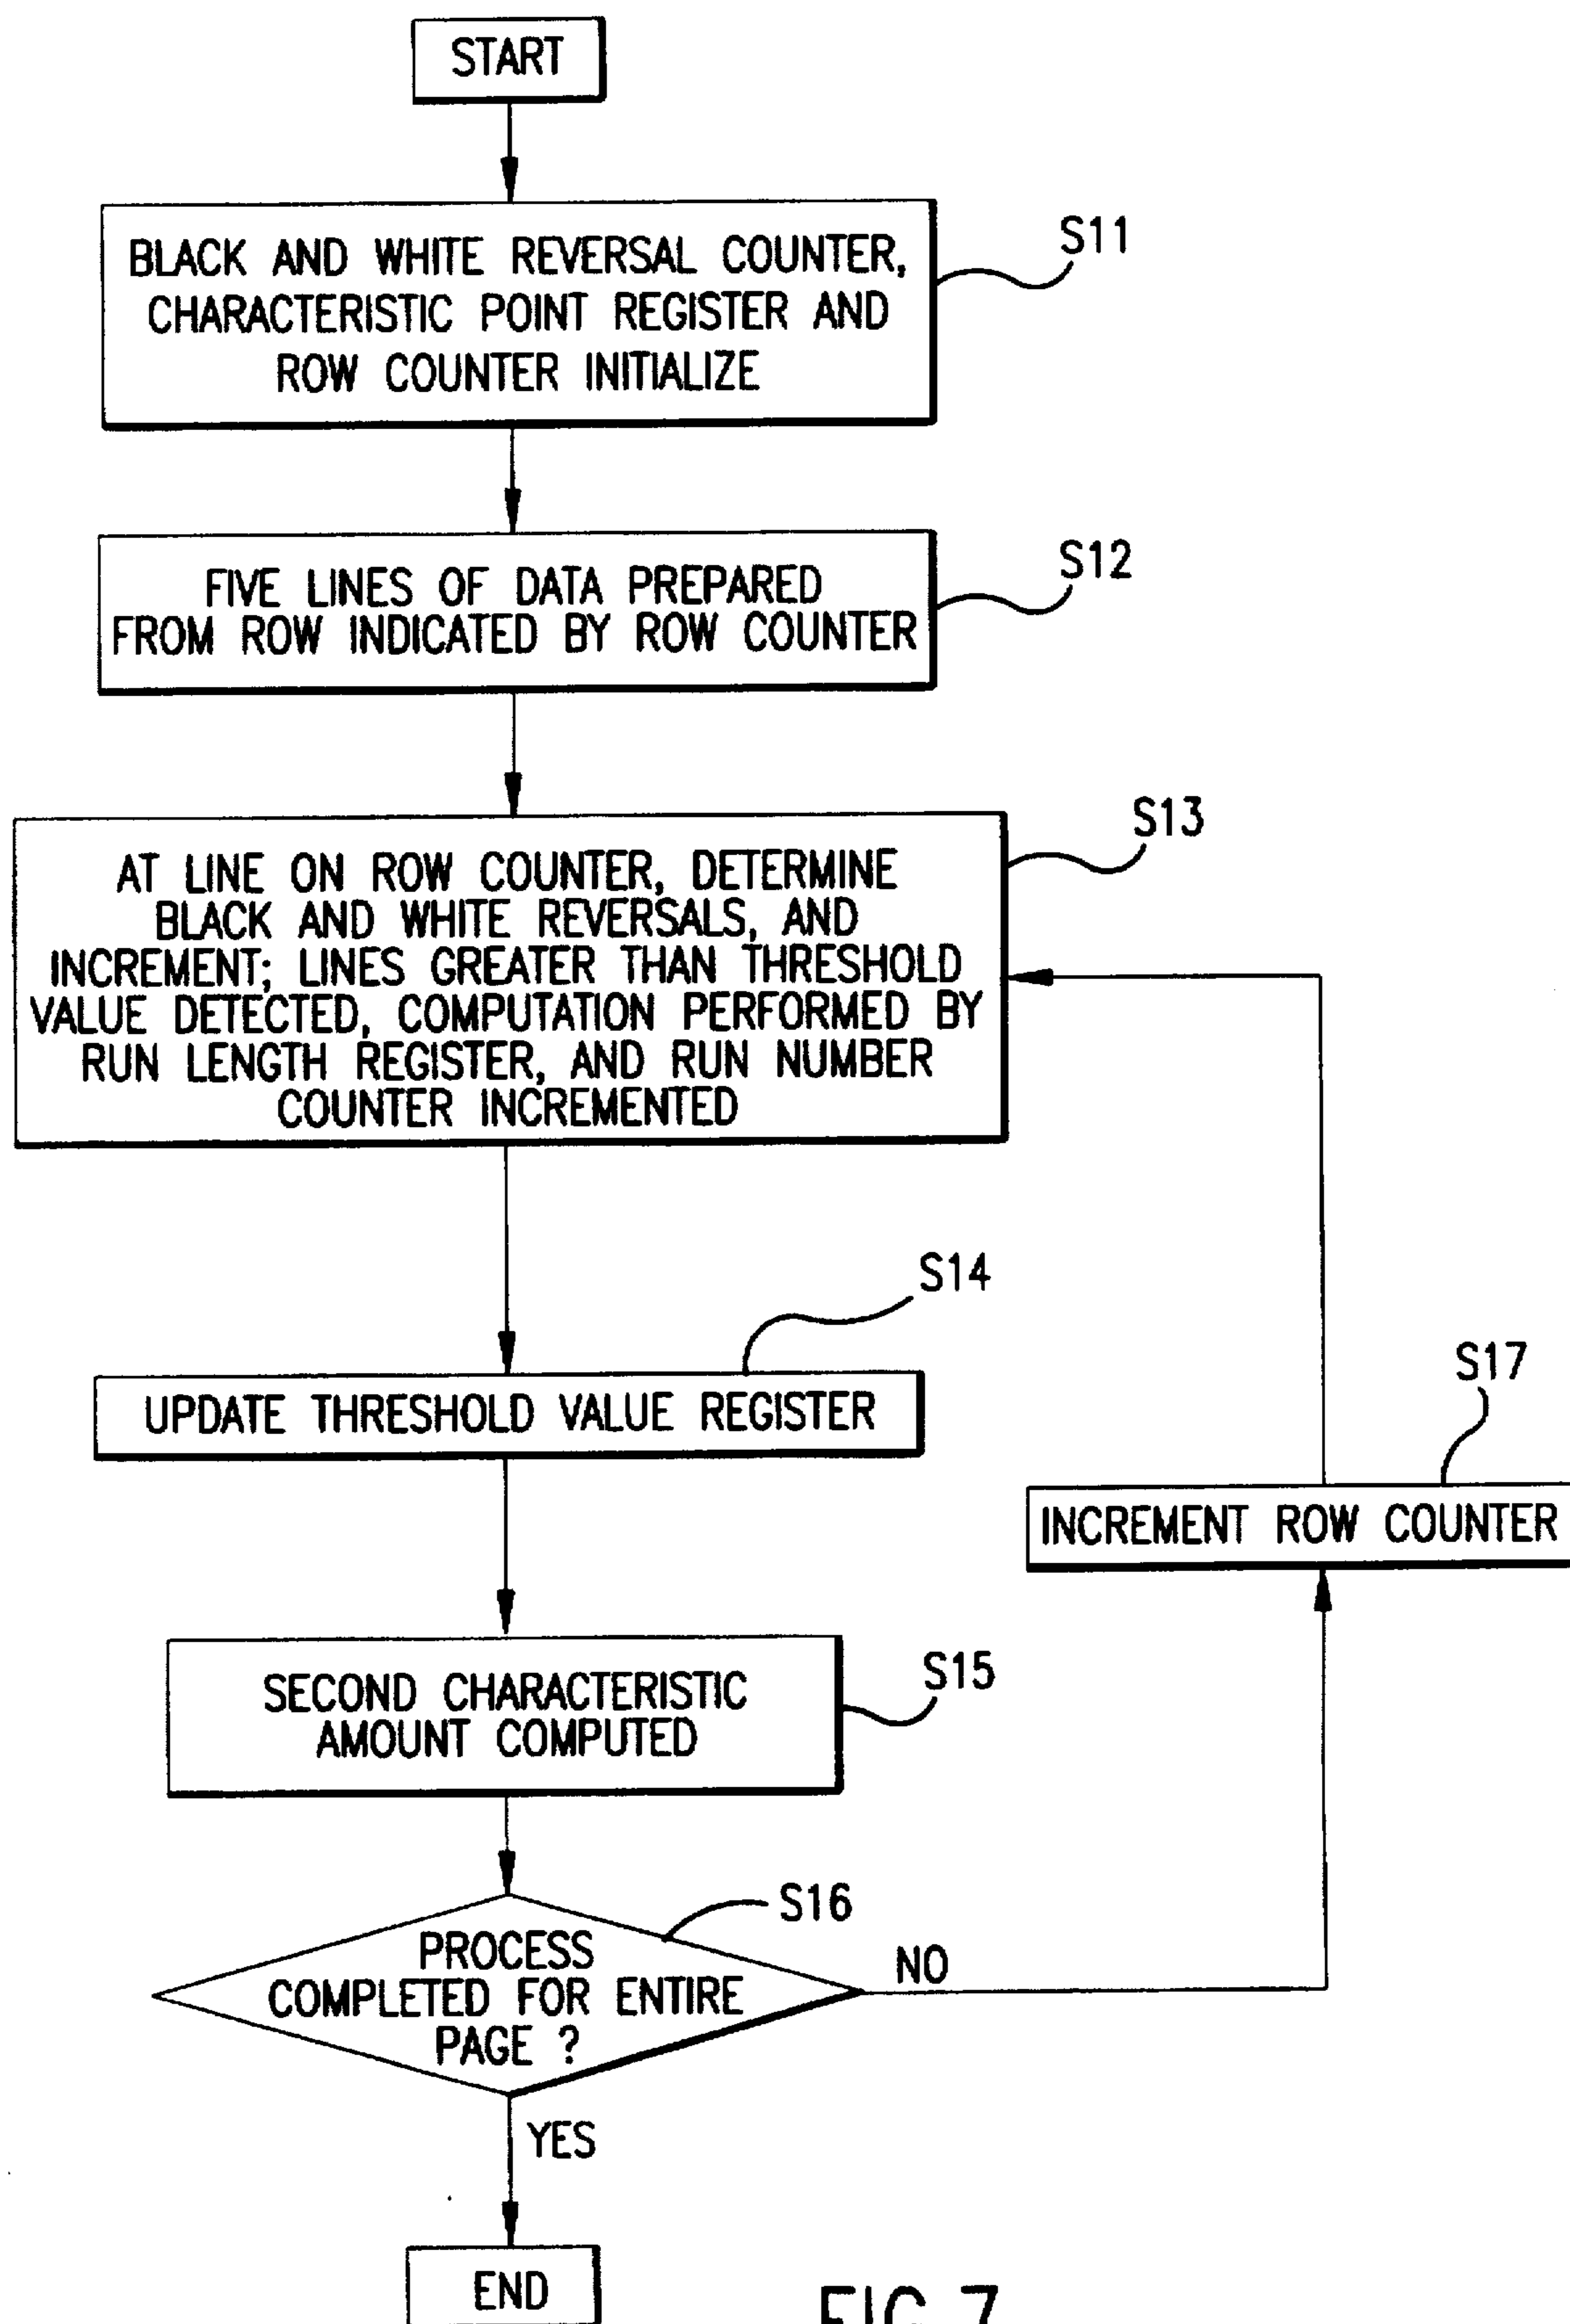 START
BLACK AND WHITE REVERSAL COUNTER,
CHARACTERISTIC POINT REGISTER AND
ROW COUNTER INITIALIZE
S11
FIVE LINES OF DATA PREPARED
FROM ROW INDICATED BY ROW COUNTER
S12
AT LINE ON ROW COUNTER, DETERMINE
BLACK AND WHITE REVERSALS, AND
INCREMENT; LINES GREATER THAN THRESHOLD
VALUE DETECTED, COMPUTATION PERFORMED BY
RUN LENGTH REGISTER, AND RUN NUMBER
COUNTER INCREMENTED
S13
S14
UPDATE THRESHOLD VALUE REGISTER
S17
INCREMENT ROW COUNTER
SECOND CHARACTERISTIC
AMOUNT COMPUTED
S15
S16
PROCESS
COMPLETED FOR ENTIRE
PAGE ?
NO
YES
END
FIG. 7